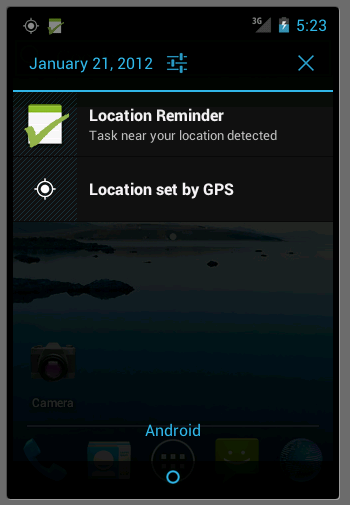 3G 5:23
January 21, 2012
Location Reminder
Task near your location detected
Location set by GPS
Camera
Android